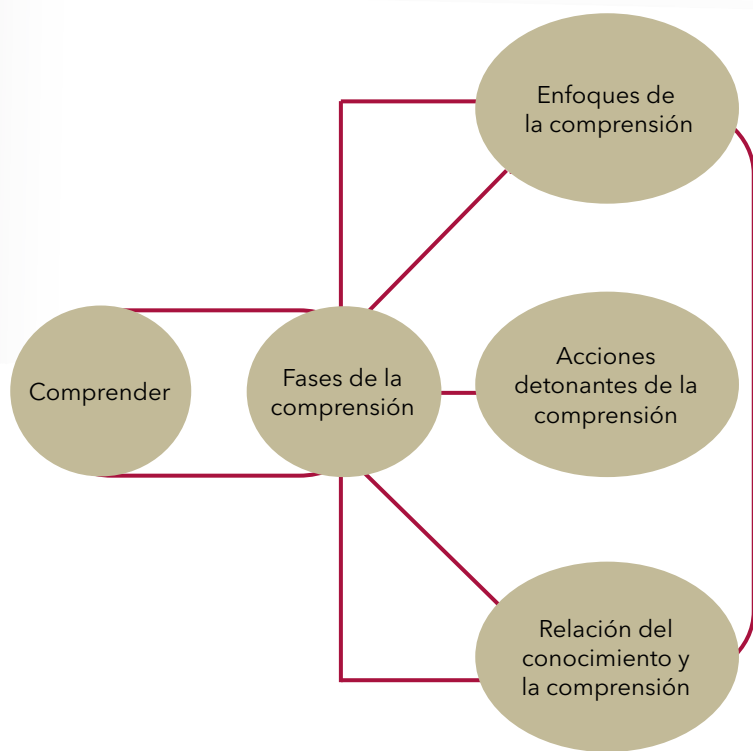 Enfoques de
la comprensión
Comprender
Fases de la
comprensión
Acciones
detonantes de la
comprensión
Relación del
conocimiento y
la comprensión